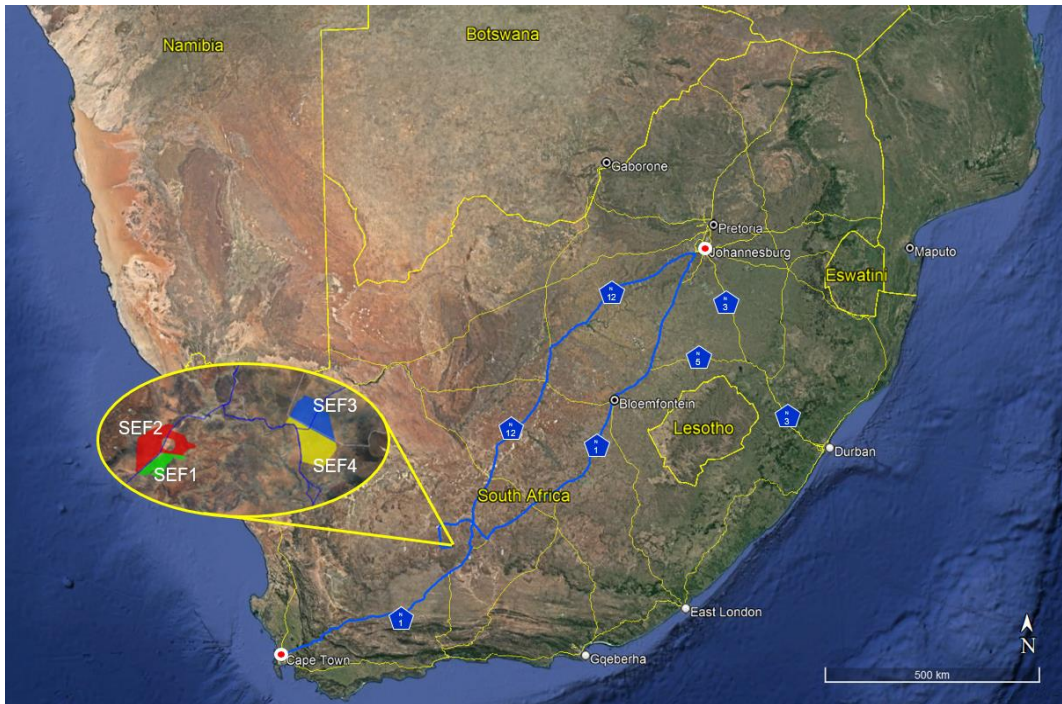 Namibia
Botswana
Gaborone
Pretoria
Johannesburg
Maputo
Eswatini
N
12
N
3
N
5
Bloemfontein
SEF3
SEF2
SEF4
SEF1
N
12
N
1
Lesotho
N
3
Durban
South Africa
East London
N
1
Cape Town
Gqeberha
N
500 km